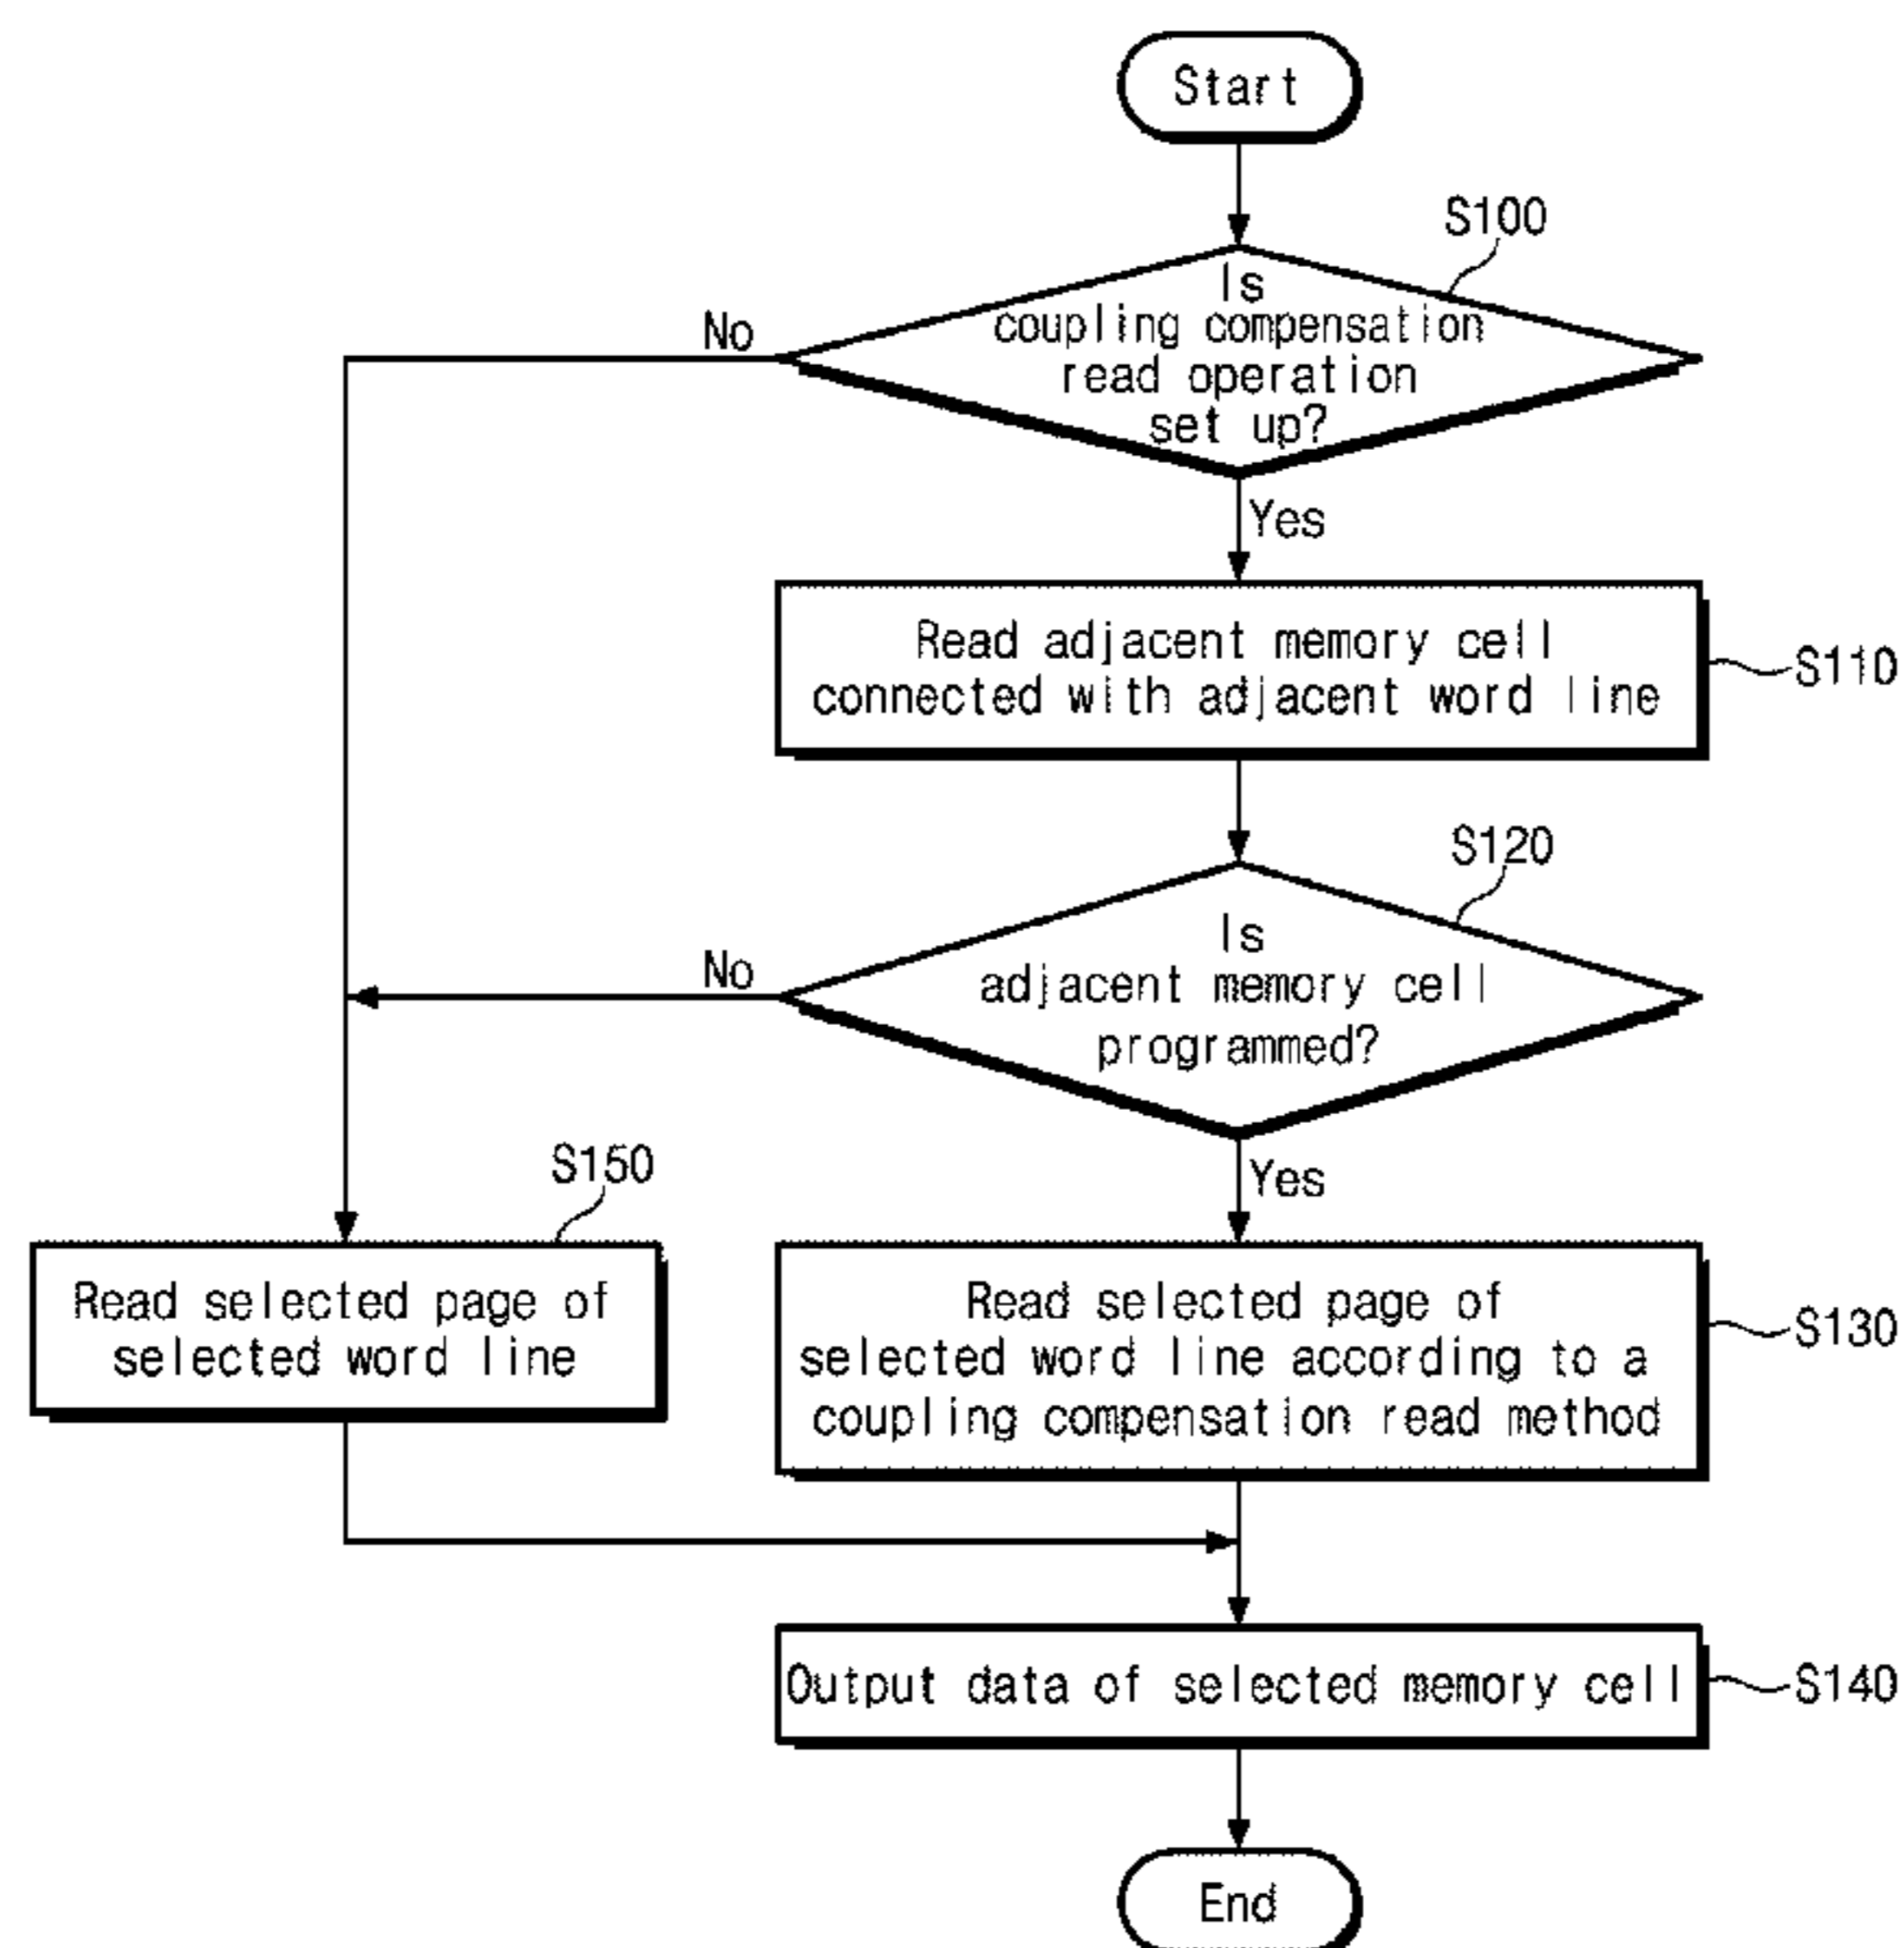 Start
S100
Is
coupling compensation
read operation
set up?
No
Yes
Read adjacent memory cell
connected with adjacent word line
S110
S120
Is
adjacent memory cell
programmed?
No
Yes
S150
Read selected page of
selected word line
Read selected page of
selected word line according to a
coupling compensation read method
S130
Output data of selected memory cell
S140
End